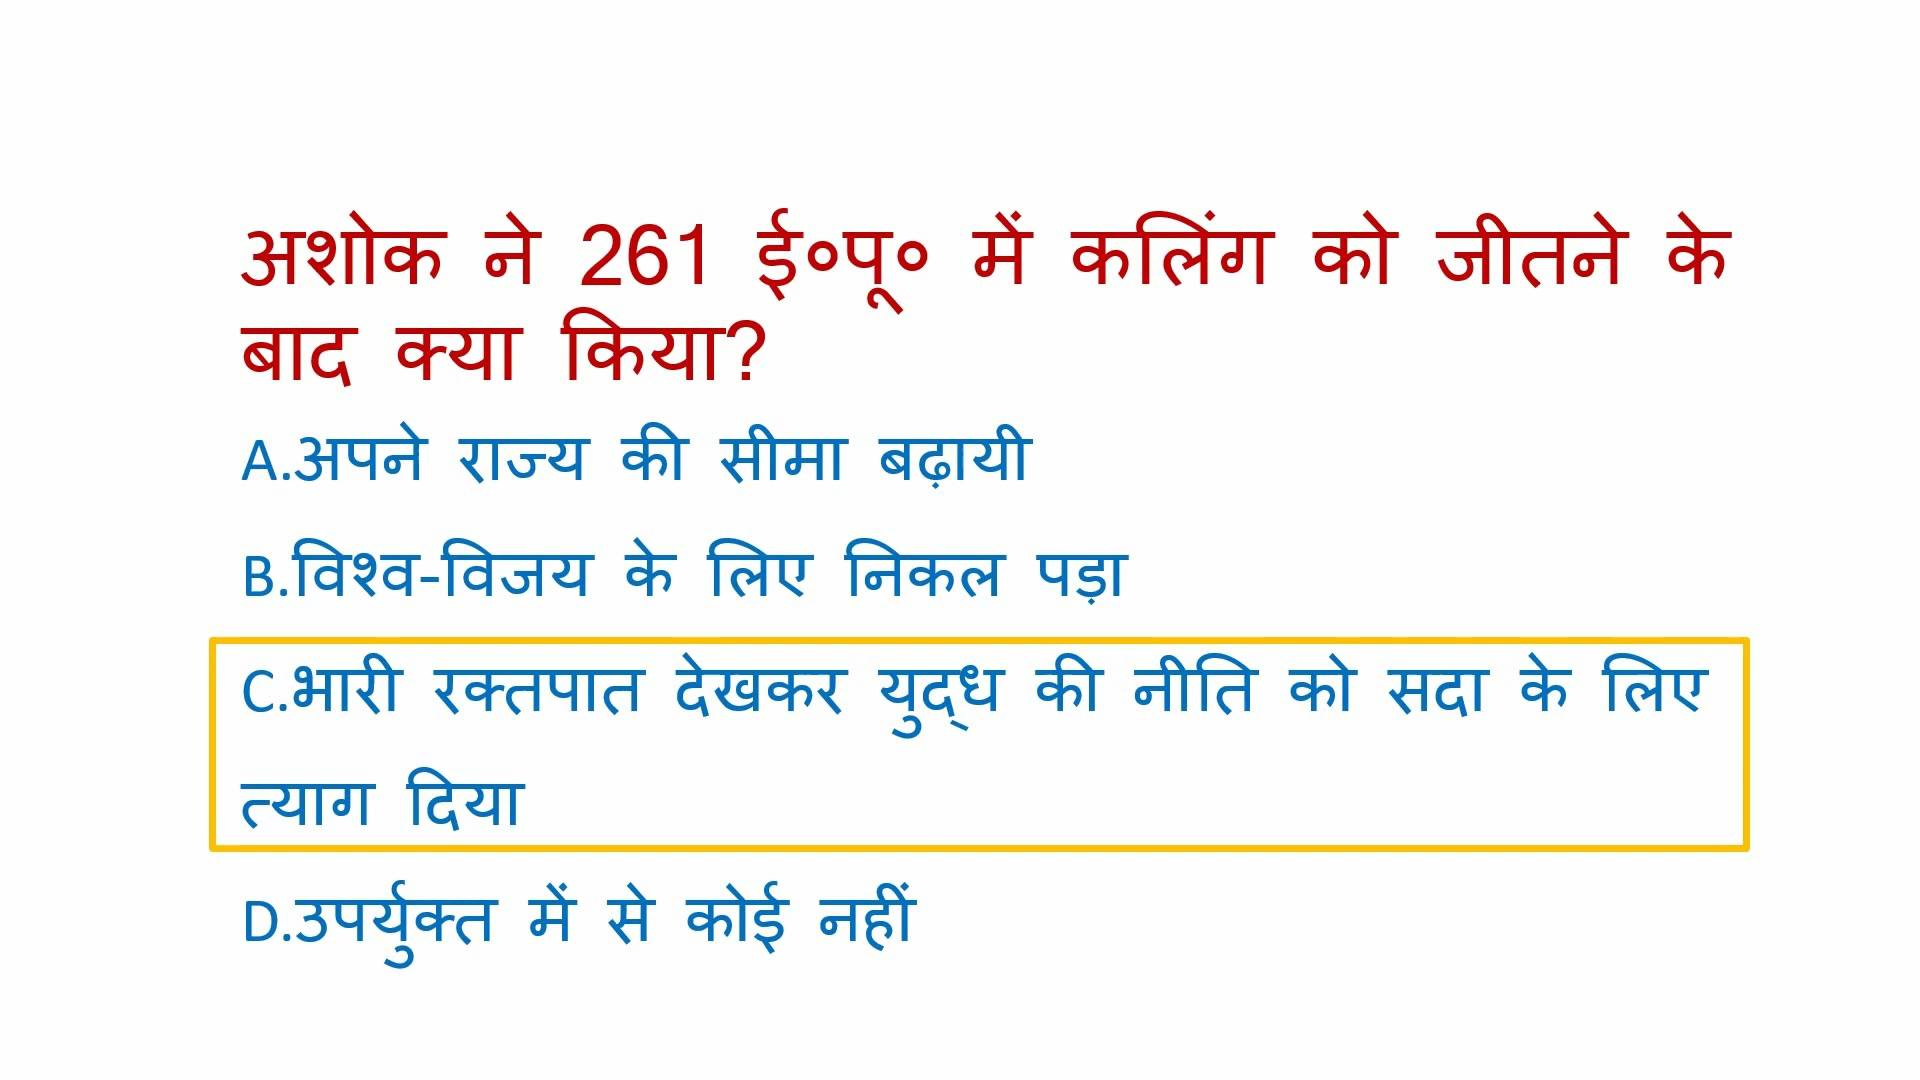 अशोक ने 261 ई०पू० में कलिंग को जीतने के
बाद क्या किया?
A.अपने राज्य की सीमा बढ़ायी
B.विश्व-विजय के लिए निकल पड़ा
C.भारी रक्तपात देखकर युद्ध की नीति को सदा के लिए
त्याग दिया
D.उपर्युक्त में से कोई नहीं